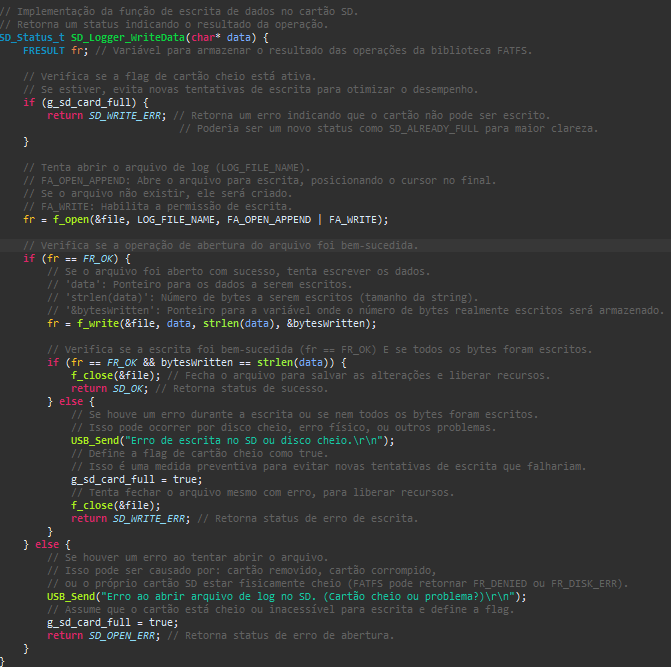 // Implementação da função de escrita de dados no cartão SD.
// Retorna um status indicando o resultado da operação.
SD_Status_t SD_Logger_WriteData(char* data) {
    FRESULT fr; // Variável para armazenar o resultado das operações da biblioteca FATFS.

    // Verifica se a flag de cartão cheio está ativa.
    // Se estiver, evita novas tentativas de escrita para otimizar o desempenho.
    if (g_sd_card_full) {
        return SD_WRITE_ERR; // Retorna um erro indicando que o cartão não pode ser escrito.
                             // Poderia ser um novo status como SD_ALREADY_FULL para maior clareza.
    }

    // Tenta abrir o arquivo de log (LOG_FILE_NAME).
    // FA_OPEN_APPEND: Abre o arquivo para escrita, posicionando o cursor no final.
    // Se o arquivo não existir, ele será criado.
    // FA_WRITE: Habilita a permissão de escrita.
    fr = f_open(&file, LOG_FILE_NAME, FA_OPEN_APPEND | FA_WRITE);

    // Verifica se a operação de abertura do arquivo foi bem-sucedida.
    if (fr == FR_OK) {
        // Se o arquivo foi aberto com sucesso, tenta escrever os dados.
        // 'data': Ponteiro para os dados a serem escritos.
        // 'strlen(data)': Número de bytes a serem escritos (tamanho da string).
        // '&bytesWritten': Ponteiro para a variável onde o número de bytes realmente escritos será armazenado.
        fr = f_write(&file, data, strlen(data), &bytesWritten);

        // Verifica se a escrita foi bem-sucedida (fr == FR_OK) E se todos os bytes foram escritos.
        if (fr == FR_OK && bytesWritten == strlen(data)) {
            f_close(&file); // Fecha o arquivo para salvar as alterações e liberar recursos.
            return SD_OK; // Retorna status de sucesso.
        } else {
            // Se houve um erro durante a escrita ou se nem todos os bytes foram escritos.
            // Isso pode ocorrer por disco cheio, erro físico, ou outros problemas.
            USB_Send("Erro de escrita no SD ou disco cheio.\r\n");
            // Define a flag de cartão cheio como true.
            // Isso é uma medida preventiva para evitar novas tentativas de escrita que falhariam.
            g_sd_card_full = true;
            // Tenta fechar o arquivo mesmo com erro, para liberar recursos.
            f_close(&file);
            return SD_WRITE_ERR; // Retorna status de erro de escrita.
        }
    } else {
        // Se houver um erro ao tentar abrir o arquivo.
        // Isso pode ser causado por: cartão removido, cartão corrompido,
        // ou o próprio cartão SD estar fisicamente cheio (FATFS pode retornar FR_DENIED ou FR_DISK_ERR).
        USB_Send("Erro ao abrir arquivo de log no SD. (Cartão cheio ou problema?)\r\n");
        // Assume que o cartão está cheio ou inacessível para escrita e define a flag.
        g_sd_card_full = true;
        return SD_OPEN_ERR; // Retorna status de erro de abertura.
    }
}